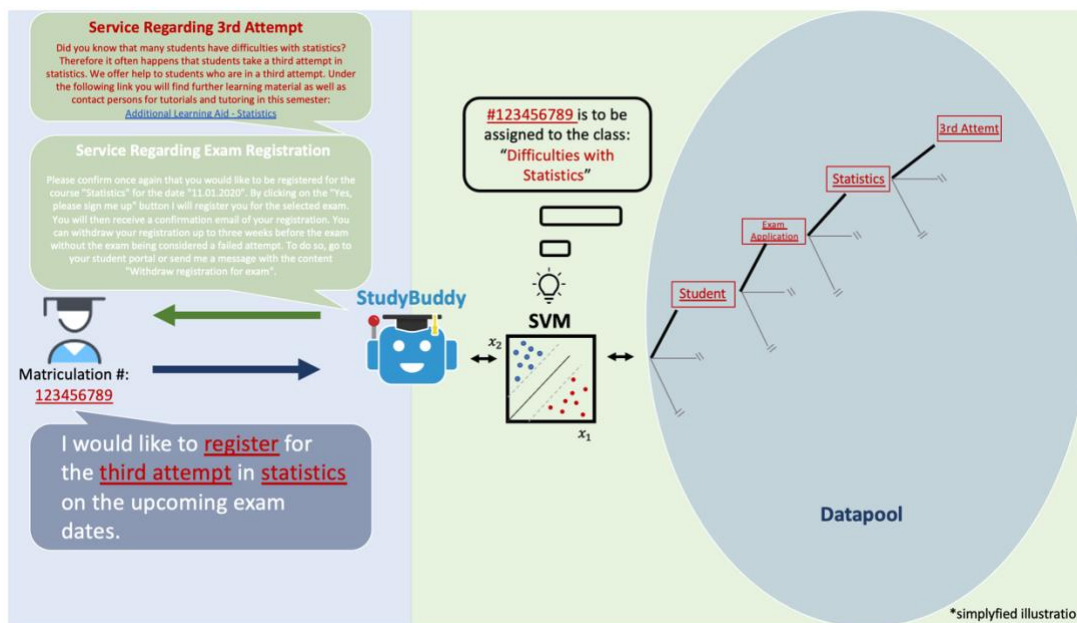 Service Regarding 3rd Attempt
Did you know that many students have difficulties with statistics?
Therefore it often happens that students take a third attempt in
statistics. We offer help to students who are in a third attempt. Under
the following link you will find further learning material as well as
contact persons for tutorials and tutoring in this semester:
Additional Learning Aid - Statistics
Service Regarding Exam Registration
Please confirm once again that you would like to be registered for the
course "Statistics" for the date "11.01.2020". By clicking on the "Yes,
please sign me up" button I will register you for the selected exam.
You will then receive a confirmation email of your registration. You
can withdraw your registration up to three weeks before the exam
without the exam being considered a failed attempt. To do so, go to
your student portal or send me a message with the content
"Withdraw registration for exam".
StudyBuddy
Matriculation #:
123456789
I would like to register for
the third attempt in statistics
on the upcoming exam
dates.
#123456789 is to be
assigned to the class:
“Difficulties with
Statistics”
SVM
x2
x1
3rd Attemt
Statistics
Exam
Application
Student
Datapool
*simplyfied illustratio